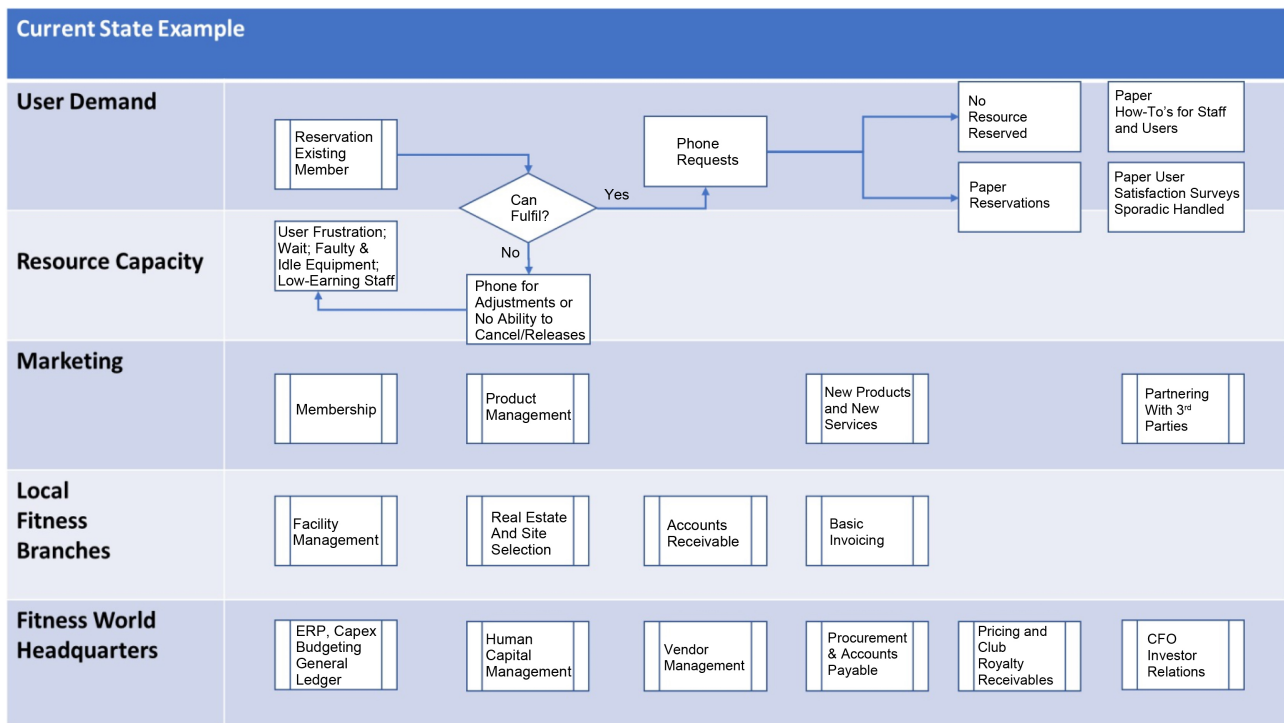 Current State Example
User Demand
Reservation
Existing
Member
Can
Fulfil?
Yes
No
Phone
Requests
No
Resource
Reserved
Paper
Reservations
Paper
How-To's for Staff
and Users
Paper User
Satisfaction Surveys
Sporadic Handled
Resource Capacity
User Frustration;
Wait; Faulty &
Idle Equipment;
Low-Earning Staff
Phone for
Adjustments or
No Ability to
Cancel/Releases
Marketing
Membership
Product
Management
New Products
and New
Services
Partnering
With 3rd
Parties
Local
Fitness
Branches
Facility
Management
Real Estate
And Site
Selection
Accounts
Receivable
Basic
Invoicing
Fitness World
Headquarters
ERP, Capex
Budgeting
General
Ledger
Human
Capital
Management
Vendor
Management
Procurement
& Accounts
Payable
Pricing and
Club
Royalty
Receivables
CFO
Investor
Relations